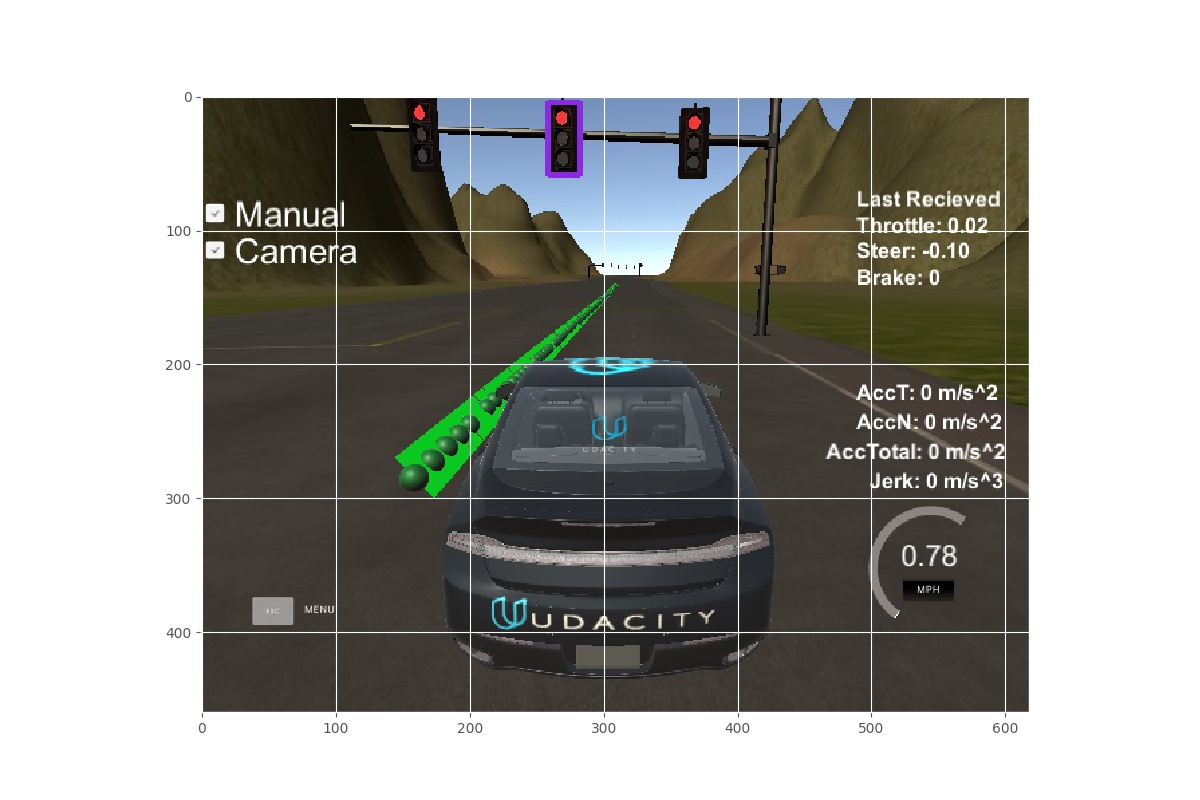 0
100
200
300
400
0
100
200
300
400
500
600
Manual
Camera
Last Recieved
Throttle: 0.02
Steer: -0.10
Brake: 0
AccT: 0 m/s^2
AccN: 0 m/s^2
AccTotal: 0 m/s^2
Jerk: 0 m/s^3
0.78
MPH
UDACITY
MENU
UDACITY